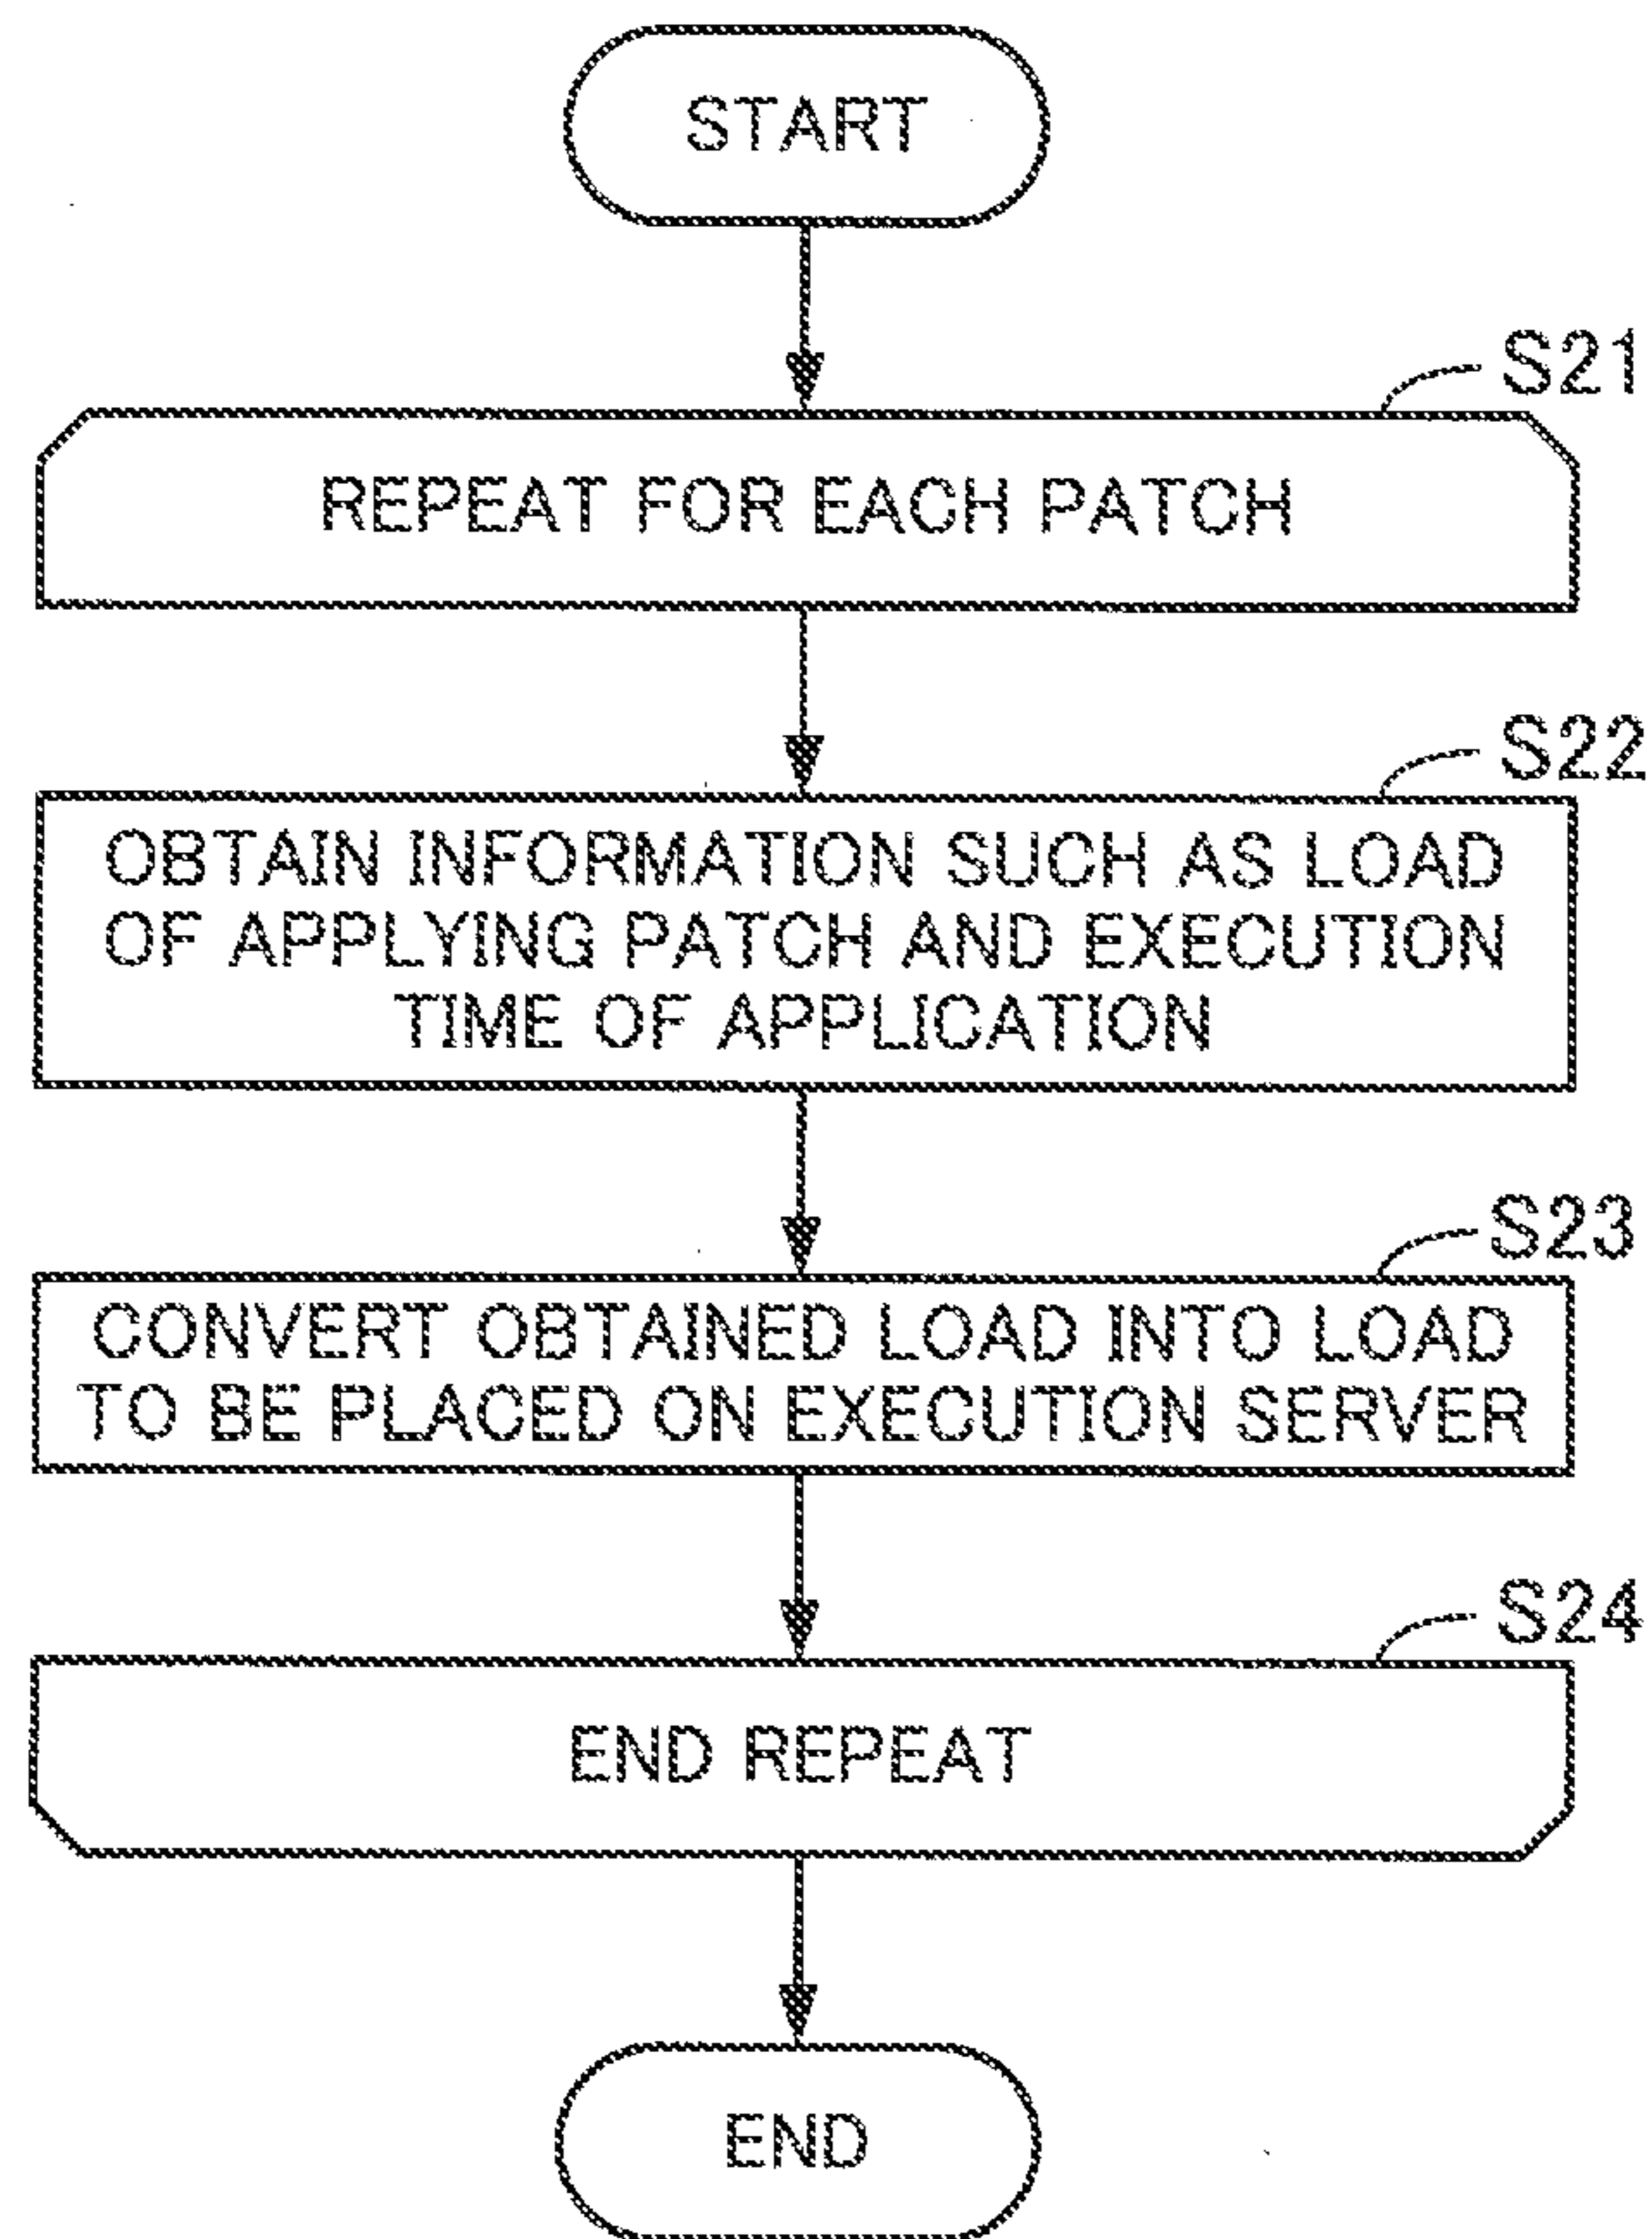 START
S21
REPEAT FOR EACH PATCH
S22
OBTAIN INFORMATION SUCH AS LOAD
OF APPLYING PATCH AND EXECUTION
TIME OF APPLICATION
S23
CONVERT OBTAINED LOAD INTO LOAD
TO BE PLACED ON EXECUTION SERVER
S24
END REPEAT
END